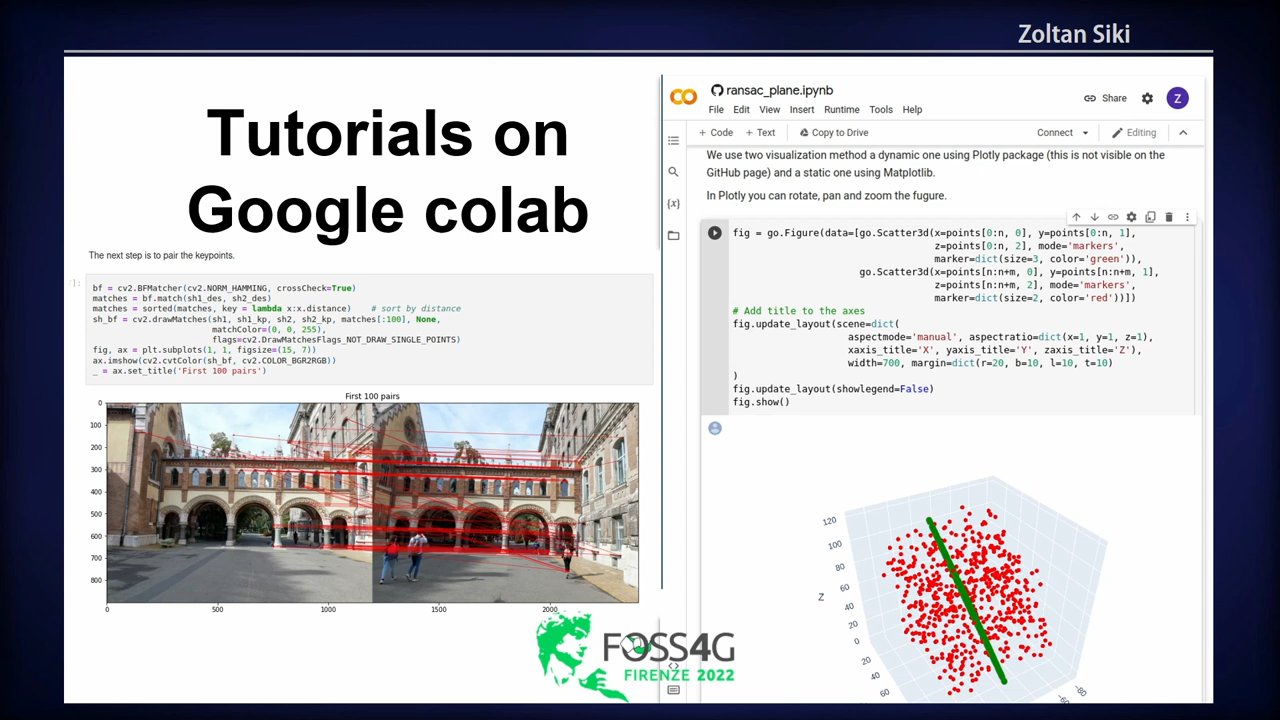 Zoltan Siki
Tutorials on
Google colab
The next step is to pair the keypoints.
bf = cv2.BFMatcher(cv2.NORM_HAMMING, crossCheck=True)
matches = bf.match(sh1_des, sh2_des)
matches = sorted(matches, key = lambda x:x.distance)    # sort by distance
sh_bf = cv2.drawMatches(sh1, sh1_kp, sh2, sh2_kp, matches[:100], None,
matchColor=(0, 0, 255),
flags=cv2.DrawMatchesFlags_NOT_DRAW_SINGLE_POINTS)
fig, ax = plt.subplots(1, 1, figsize=(15, 7))
ax.imshow(cv2.cvtColor(sh_bf, cv2.COLOR_BGR2RGB))
_ = ax.set_title('First 100 pairs')
First 100 pairs
0
100
200
300
400
500
600
700
800
0 500 1000 1500 2000
FOSS4G
FIRENZE 2022
ransac_plane.ipynb
Share
Z
File Edit View Insert Runtime Tools Help
+ Code + Text Copy to Drive
Connect Editing
We use two visualization method a dynamic one using Plotly package (this is not visible on the
GitHub page) and a static one using Matplotlib.
In Plotly you can rotate, pan and zoom the fugure.
fig = go.Figure(data=[go.Scatter3d(x=points[0:n, 0], y=points[0:n, 1],
z=points[0:n, 2], mode='markers',
marker=dict(size=3, color='green')),
go.Scatter3d(x=points[n:n+m, 0], y=points[n:n+m, 1],
z=points[n:n+m, 2], mode='markers',
marker=dict(size=2, color='red'))])
# Add title to the axes
fig.update_layout(scene=dict(
aspectmode='manual', aspectratio=dict(x=1, y=1, z=1),
xaxis_title='X', yaxis_title='Y', zaxis_title='Z'),
width=700, margin=dict(r=20, b=10, l=10, t=10)
)
fig.update_layout(showlegend=False)
fig.show()
120
100
80
60
40
20
0
Z
20
40
60
−80
−60